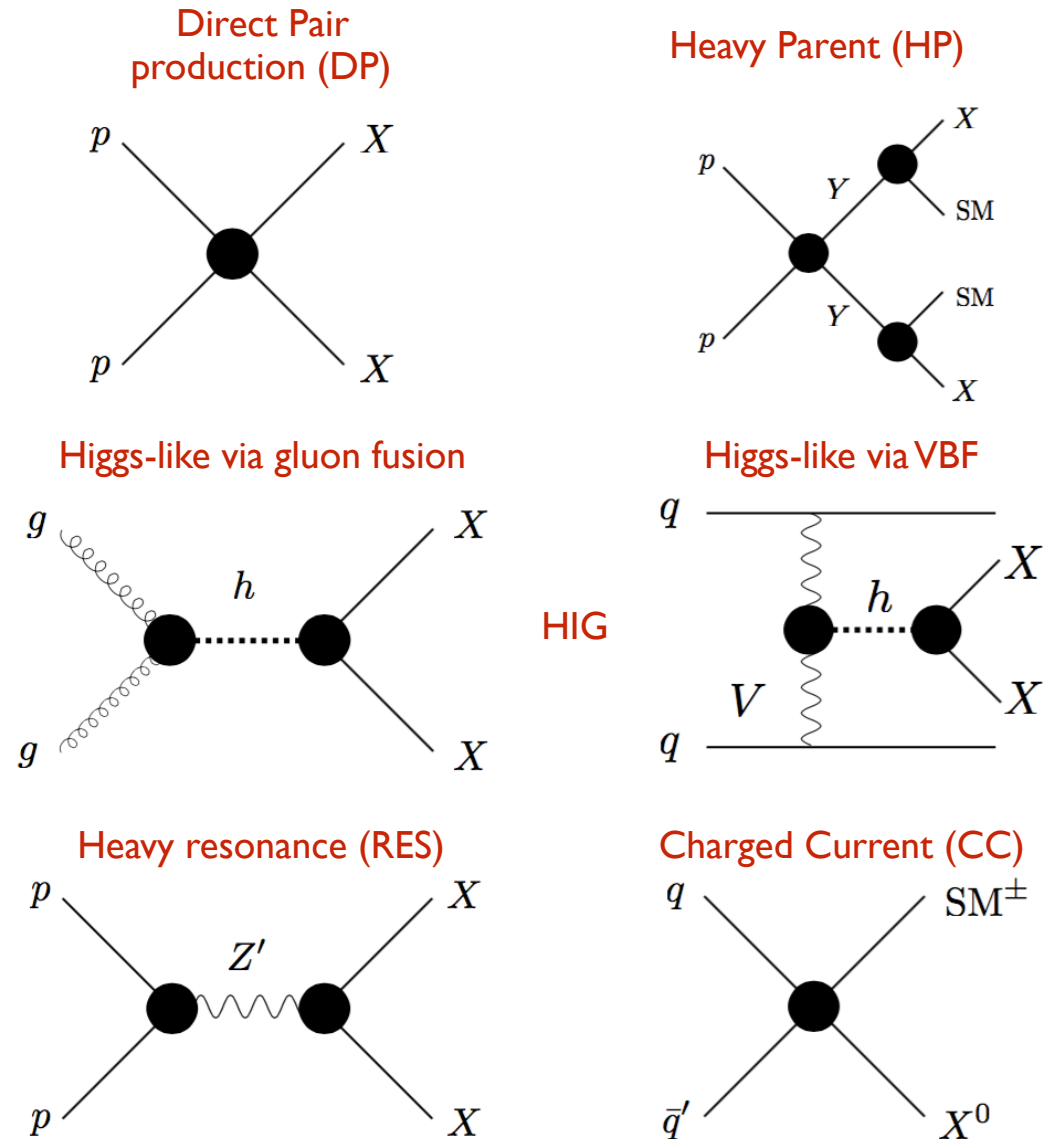 Direct Pair
production (DP)
p
X
p
X
Heavy Parent (HP)
p
Y
X
SM
p
Y
SM
X
Higgs-like via gluon fusion
g
h
X
g
X
HIG
Higgs-like via VBF
q
h
X
V
X
q
Heavy resonance (RES)
p
Z′
X
p
X
Charged Current (CC)
q
SM±
q̄′
X⁰